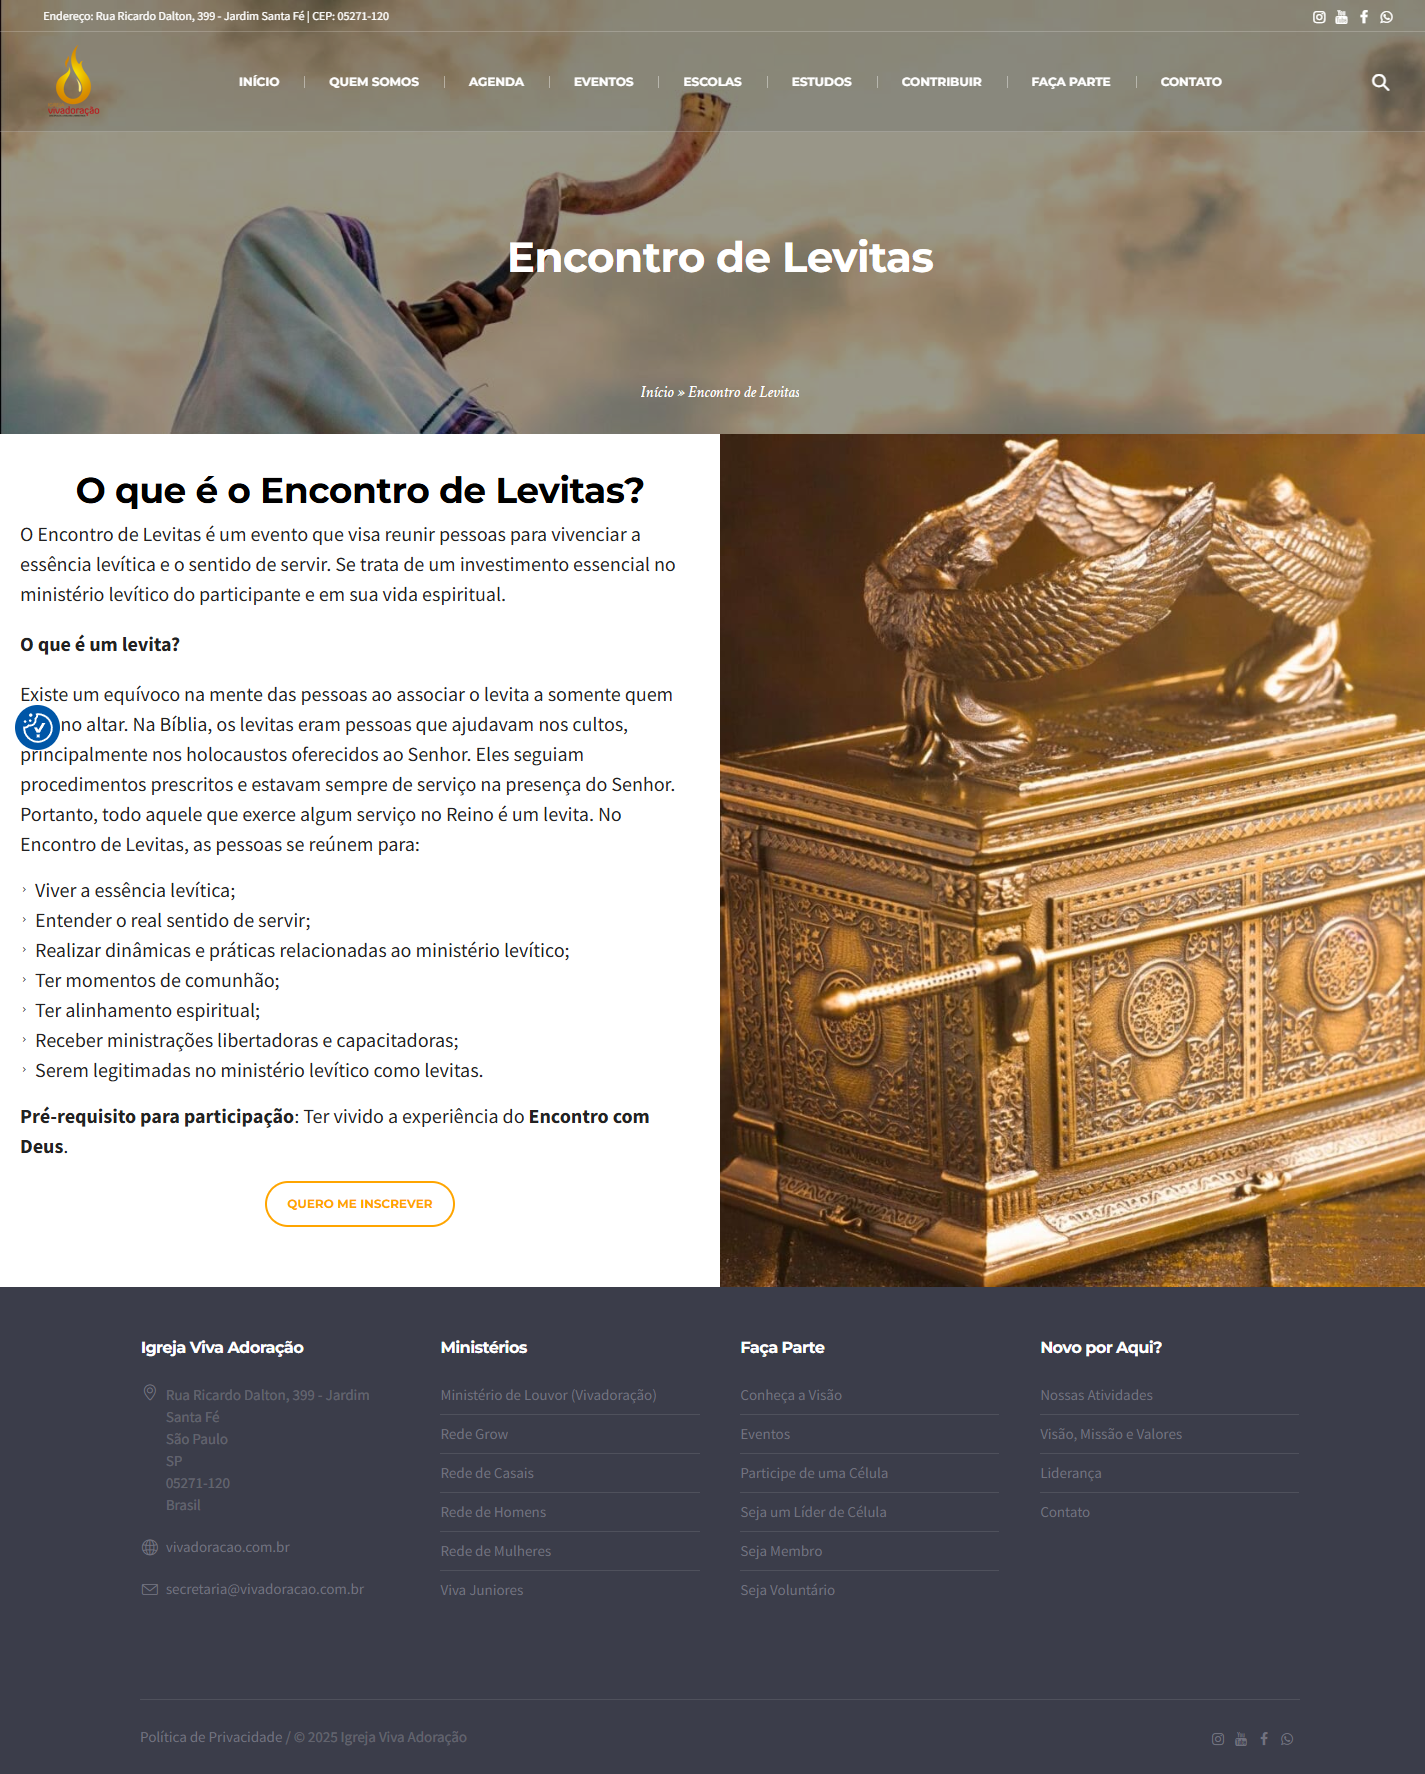 Endereço: Rua Ricardo Dalton, 399 - Jardim Santa Fé | CEP: 05271-120
vivadoração
INÍCIO
QUEM SOMOS
AGENDA
EVENTOS
ESCOLAS
ESTUDOS
CONTRIBUIR
FAÇA PARTE
CONTATO
Encontro de Levitas
Início » Encontro de Levitas
O que é o Encontro de Levitas?
O Encontro de Levitas é um evento que visa reunir pessoas para vivenciar a
essência levítica e o sentido de servir. Se trata de um investimento essencial no
ministério levítico do participante e em sua vida espiritual.
O que é um levita?
Existe um equívoco na mente das pessoas ao associar o levita a somente quem
no altar. Na Bíblia, os levitas eram pessoas que ajudavam nos cultos,
principalmente nos holocaustos oferecidos ao Senhor. Eles seguiam
procedimentos prescritos e estavam sempre de serviço na presença do Senhor.
Portanto, todo aquele que exerce algum serviço no Reino é um levita. No
Encontro de Levitas, as pessoas se reúnem para:
Viver a essência levítica;
Entender o real sentido de servir;
Realizar dinâmicas e práticas relacionadas ao ministério levítico;
Ter momentos de comunhão;
Ter alinhamento espiritual;
Receber ministrações libertadoras e capacitadoras;
Serem legitimadas no ministério levítico como levitas.
Pré-requisito para participação: Ter vivido a experiência do Encontro com
Deus.
QUERO ME INSCREVER
Igreja Viva Adoração
Rua Ricardo Dalton, 399 - Jardim
Santa Fé
São Paulo
SP
05271-120
Brasil
vivadoracao.com.br
secretaria@vivadoracao.com.br
Ministérios
Ministério de Louvor (Vivadoração)
Rede Grow
Rede de Casais
Rede de Homens
Rede de Mulheres
Viva Juniores
Faça Parte
Conheça a Visão
Eventos
Participe de uma Célula
Seja um Líder de Célula
Seja Membro
Seja Voluntário
Novo por Aqui?
Nossas Atividades
Visão, Missão e Valores
Liderança
Contato
Política de Privacidade / © 2025 Igreja Viva Adoração